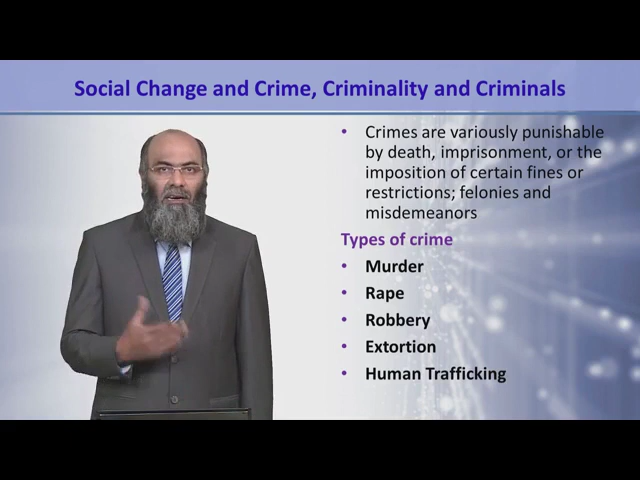 Social Change and Crime, Criminality and Criminals
• Crimes are variously punishable
by death, imprisonment, or the
imposition of certain fines or
restrictions; felonies and
misdemeanors
Types of crime
• Murder
• Rape
• Robbery
• Extortion
• Human Trafficking